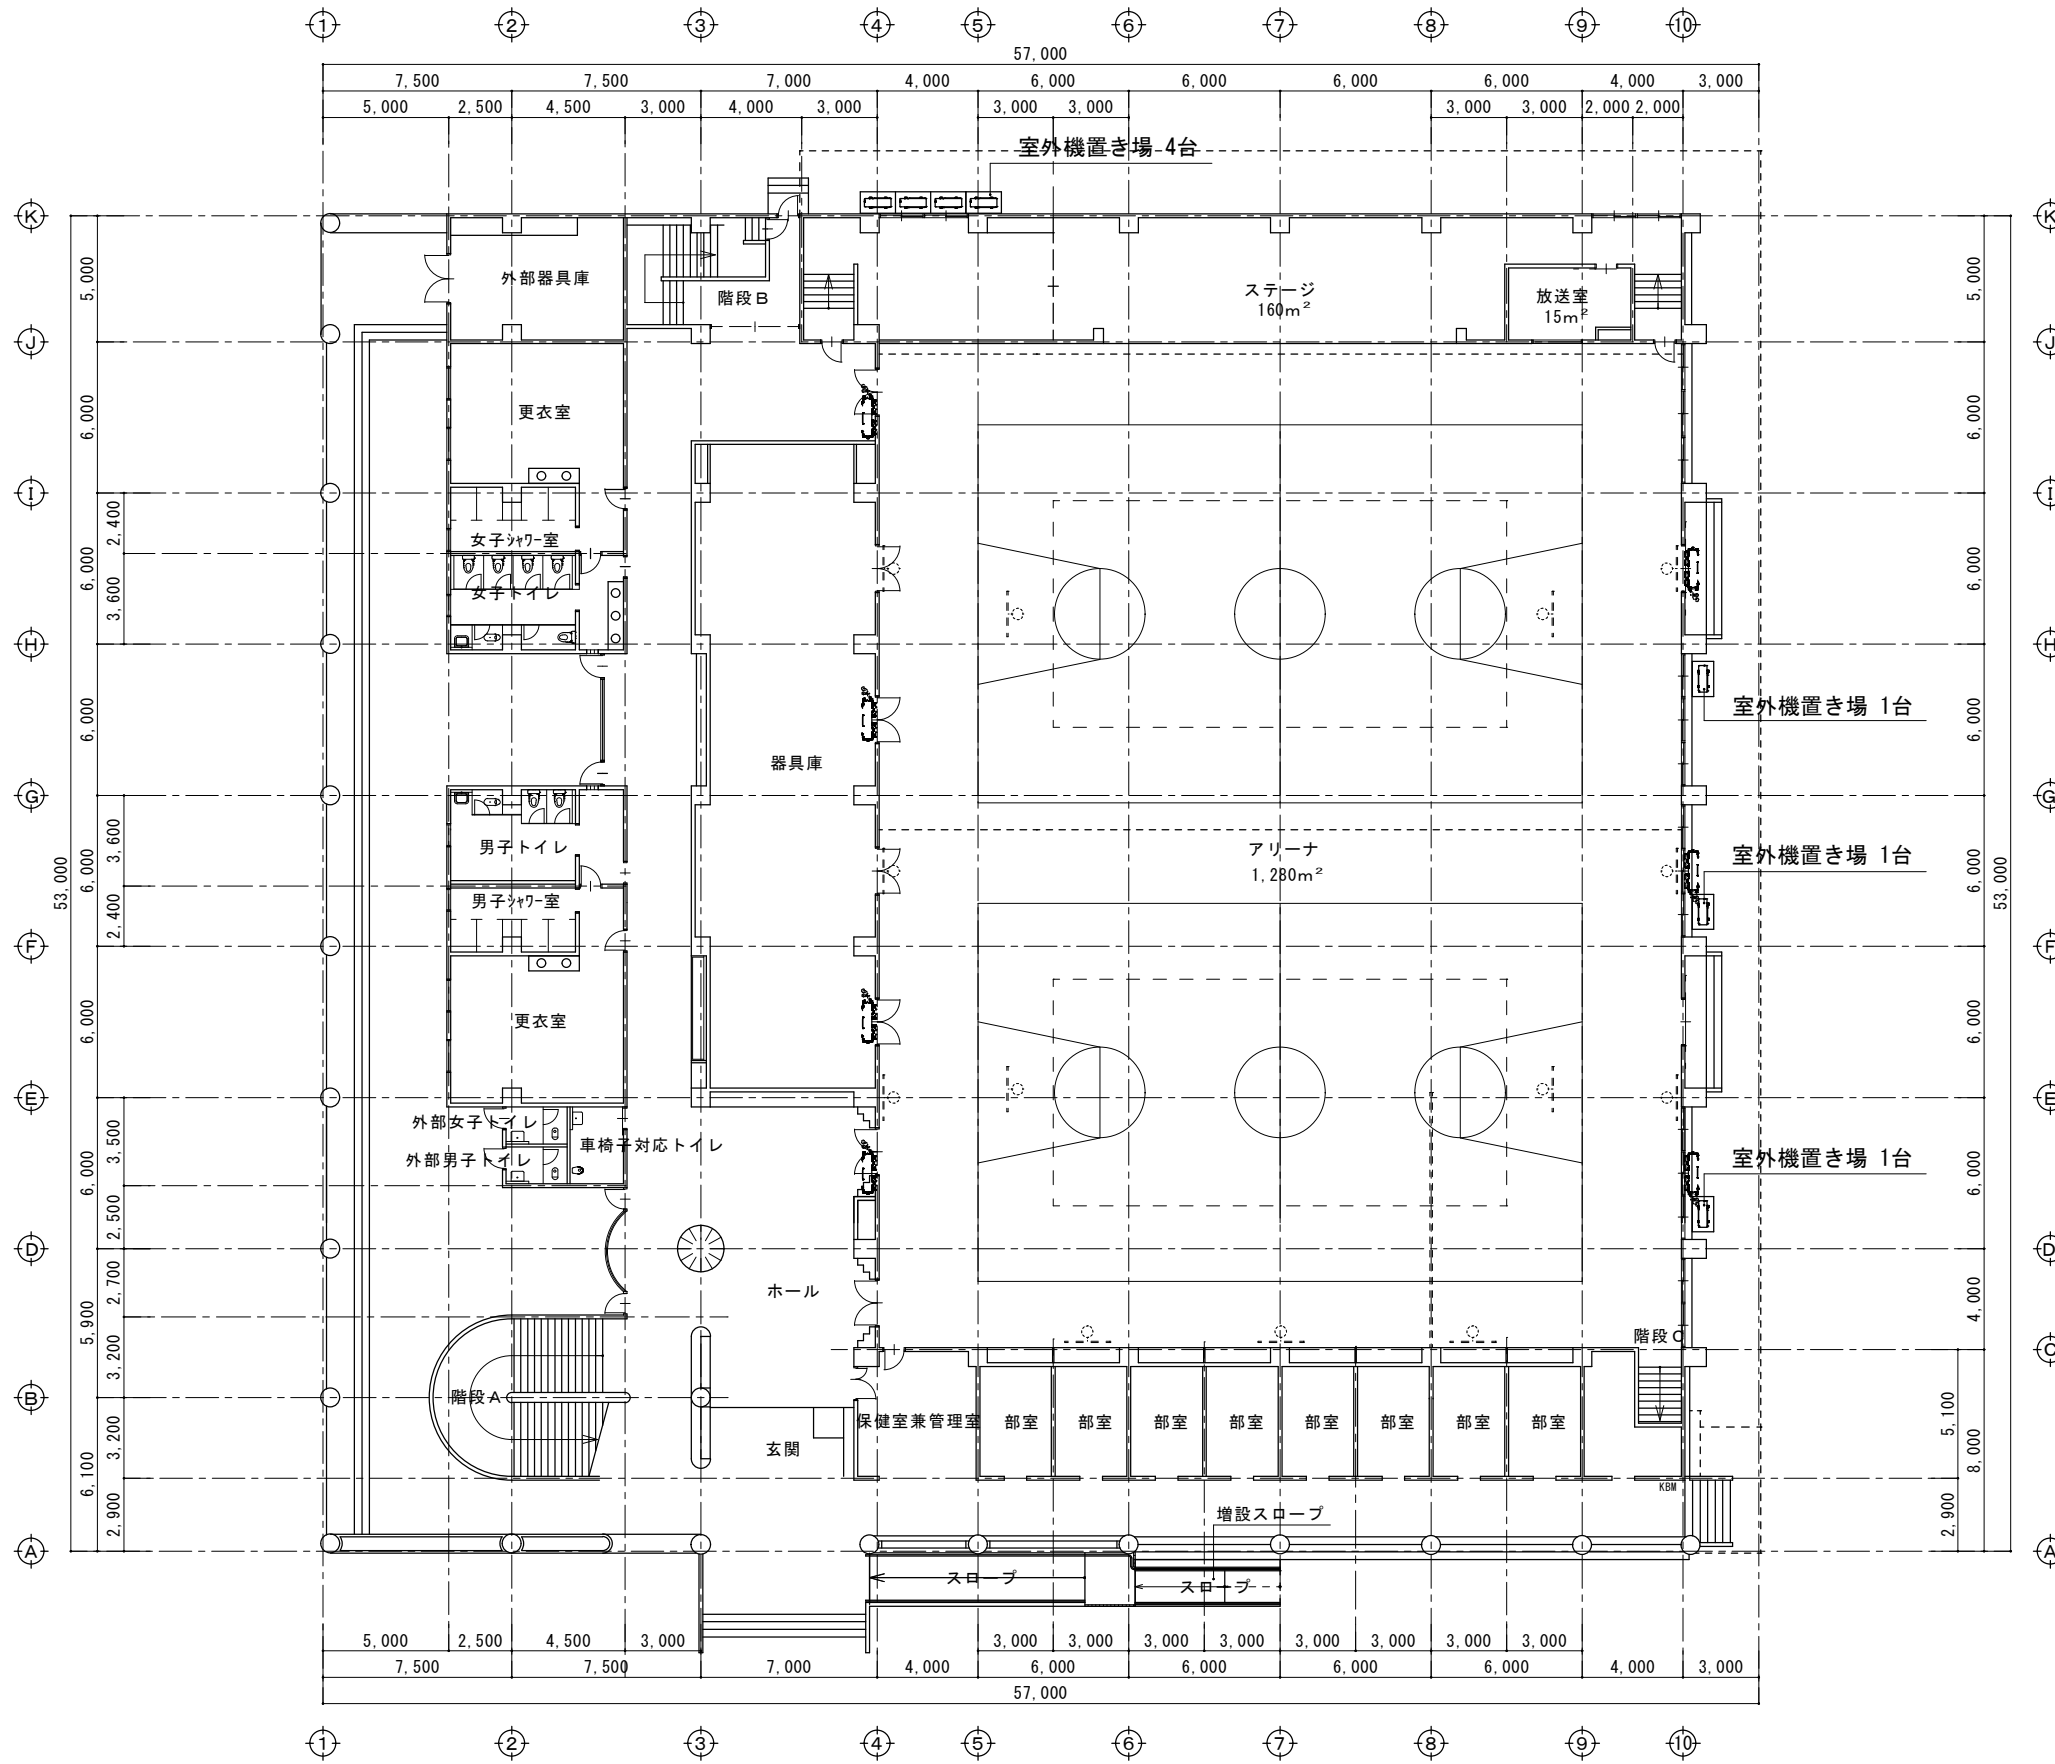 1 2 3 4 5 6 7 8 9 10
57,000
7,500 7,500 7,000 4,000 6,000 6,000 6,000 6,000 4,000 3,000
5,000 2,500 4,500 3,000 4,000 3,000 3,000 3,000 3,000 3,000 2,000 2,000
室外機置き場 4台
K K
5,000 5,000
外部器具庫
階段B
ステージ
160m²
放送室
15m²
J J
6,000 6,000
更衣室
I I
2,400
女子シャワー室
6,000 6,000
3,600
女子トイレ
H H
室外機置き場 1台
6,000 6,000
器具庫
G G
3,600
男子トイレ
アリーナ
1,280m²
室外機置き場 1台
53,000 6,000 6,000 53,000
男子シャワー室
2,400
F F
更衣室
6,000 6,000
E E
外部女子トイレ
3,500
車椅子対応トイレ
外部男子トイレ
室外機置き場 1台
6,000 6,000
2,500
D D
2,700
ホール
4,000
5,900
階段C
C
3,200
階段A
B
保健室兼管理室 部室 部室 部室 部室 部室 部室 部室 部室
5,100
3,200
玄関
8,000
6,100
KBM
2,900 2,900
増設スロープ
A A
スロープ スロープ
5,000 2,500 4,500 3,000 3,000 3,000 3,000 3,000 3,000 3,000 3,000 3,000
7,500 7,500 7,000 4,000 6,000 6,000 6,000 6,000 4,000 3,000
57,000
1 2 3 4 5 6 7 8 9 10